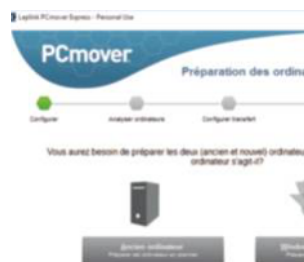 Laplink PCmover Express - Personal Use
PCmover
Préparation des ordina
Configurer
Analyser ordinateurs
Configurer transfert
Vous aurez besoin de préparer les deux (ancien et nouvel) ordinateu
ordinateur s'agit-il?
Ancien ordinateur
Windo